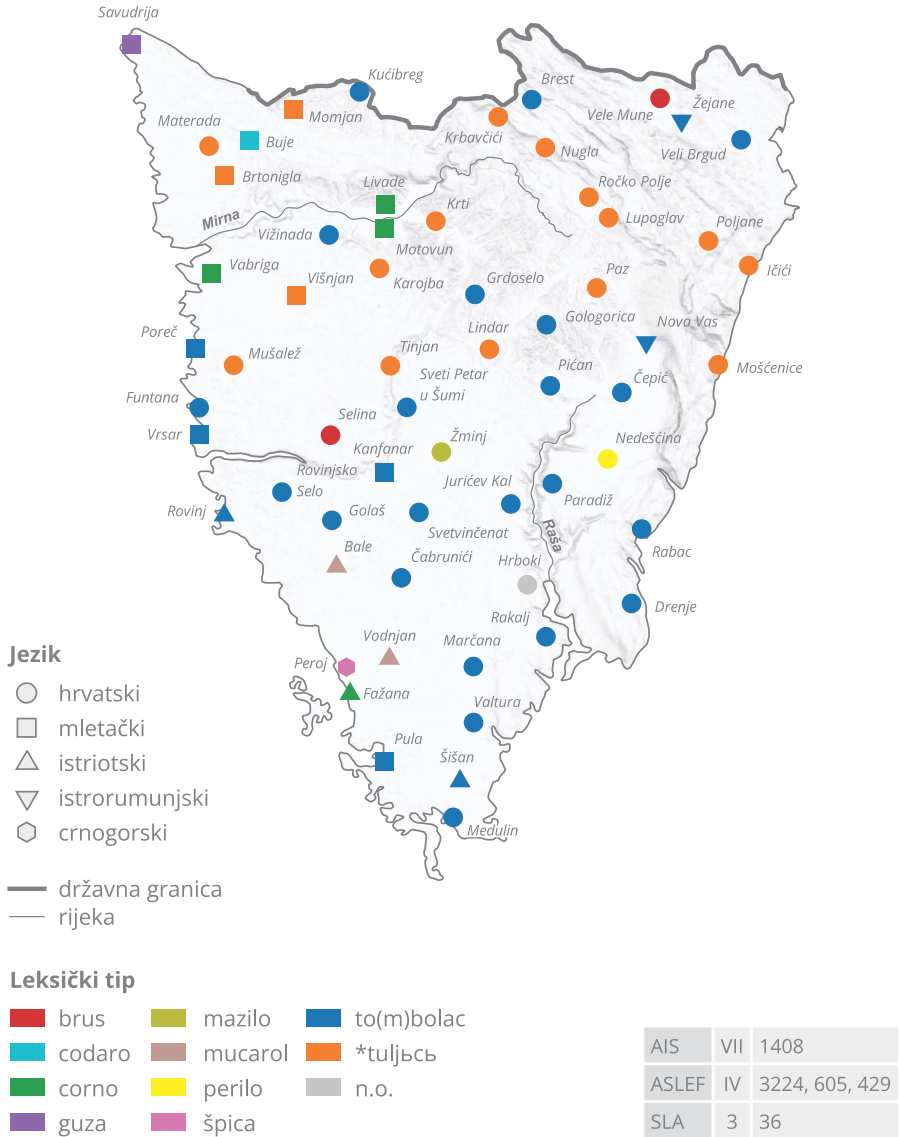 Savudrija
Kućibreg
Brest
Momjan
Vele Mune
Žejane
Materada
Buje
Krbavčići
Nugla
Veli Brgud
Brtonigla
Livade
Ročko Polje
Mirna
Krti
Lupoglav
Poljane
Vižinada
Motovun
Vabriga
Višnjan
Karojba
Grdoselo
Paz
Ičići
Poreč
Lindar
Gologorica
Nova Vas
Mušalež
Tinjan
Pićan
Čepić
Mošćenice
Sveti Petar
u Šumi
Funtana
Selina
Vrsar
Kanfanar
Žminj
Nedešćina
Rovinjsko
Selo
Jurićev Kal
Paradiž
Rovinj
Golaš
Svetvinčenat
Raša
Rabac
Bale
Čabrunići
Hrboki
Drenje
Rakalj
Vodnjan
Marčana
Peroj
Fažana
Valtura
Pula
Šišan
Medulin
Jezik
hrvatski
mletački
istriotski
istrorumunjski
crnogorski
državna granica
rijeka
Leksički tip
brus mazilo to(m)bolac
codaro mucarol *tuljьcь
corno perilo n.o.
guza špica
AIS VII 1408
ASLEF IV 3224, 605, 429
SLA 3 36